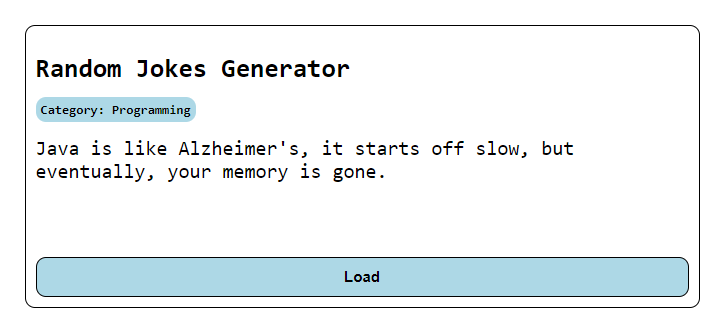 Random Jokes Generator
Category: Programming
Java is like Alzheimer's, it starts off slow, but
eventually, your memory is gone.
Load